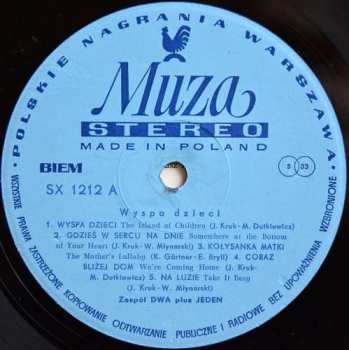 POLSKIE NAGRANIA WARSZAWA
Muza
STEREO
MADE IN POLAND
BIEM
S 33
SX 1212 A
Wyspa dzieci
1. WYSPA DZIECI The Island of Children (J. Kruk-M. Dutkiewicz)
2. GDZIEŚ W SERCU NA DNIE Somewhere at the Bottom
of Your Heart (J. Kruk-W. Młynarski) 3. KOŁYSANKA MATKI
The Mother's Lullaby (K. Gärtner-E. Bryll) 4. CORAZ
BLIŻEJ DOM We're Coming Home (J. Kruk-M.
Dutkiewicz) 5. NA LUZIE Take It Easy
(J. Kruk-W. Młynarski)
Zespół DWA plus JEDEN
WSZYSTKIE PRAWA ZASTRZEŻONE KOPIOWANIE ODTWARZANIE PUBLICZNE I RADIOWE BEZ UPOWAŻNIENIA WZBRONIONE